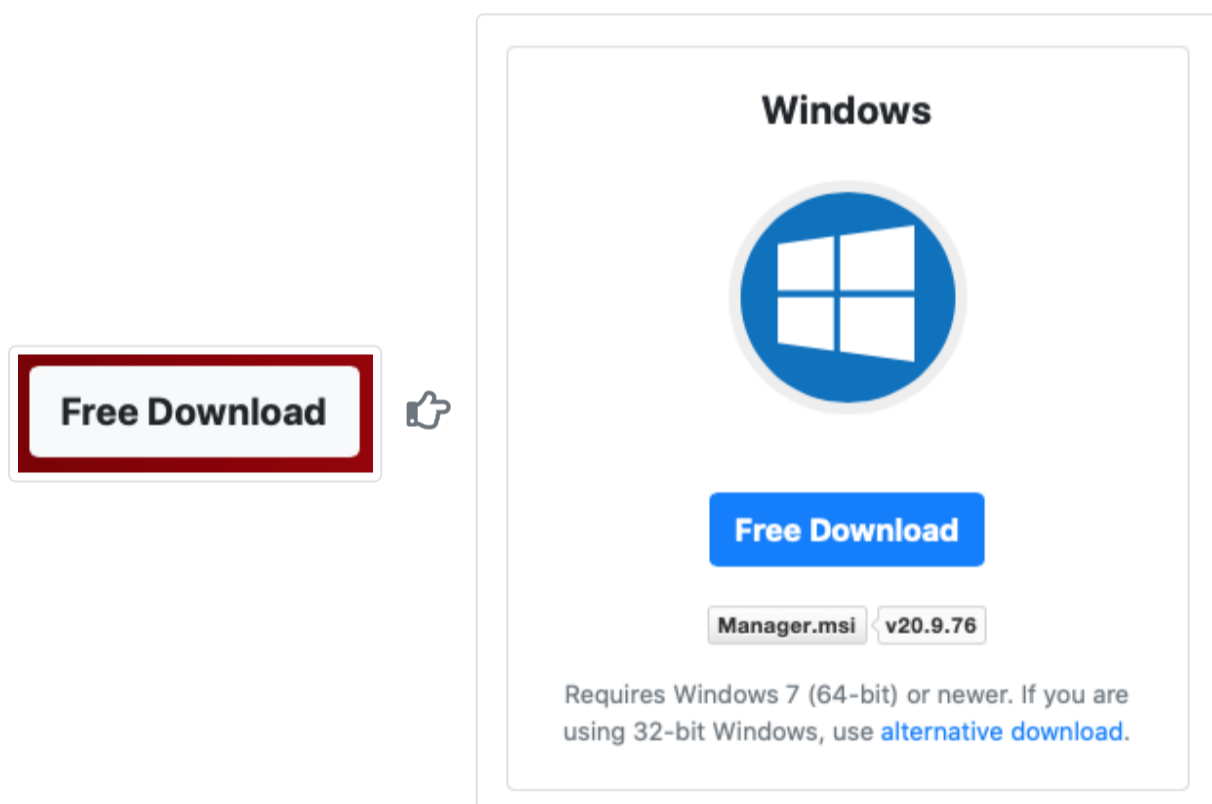 Free Download
Windows
Free Download
Manager.msi v20.9.76
Requires Windows 7 (64-bit) or newer. If you are
using 32-bit Windows, use alternative download.